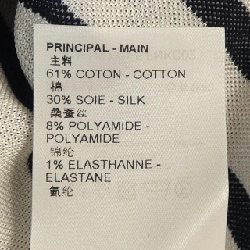 PRINCIPAL - MAIN
主料
61% COTON - COTTON
棉
30% SOIE - SILK
桑蚕丝
8% POLYAMIDE -
POLYAMIDE
锦纶
1% ELASTHANNE -
ELASTANE
氨纶